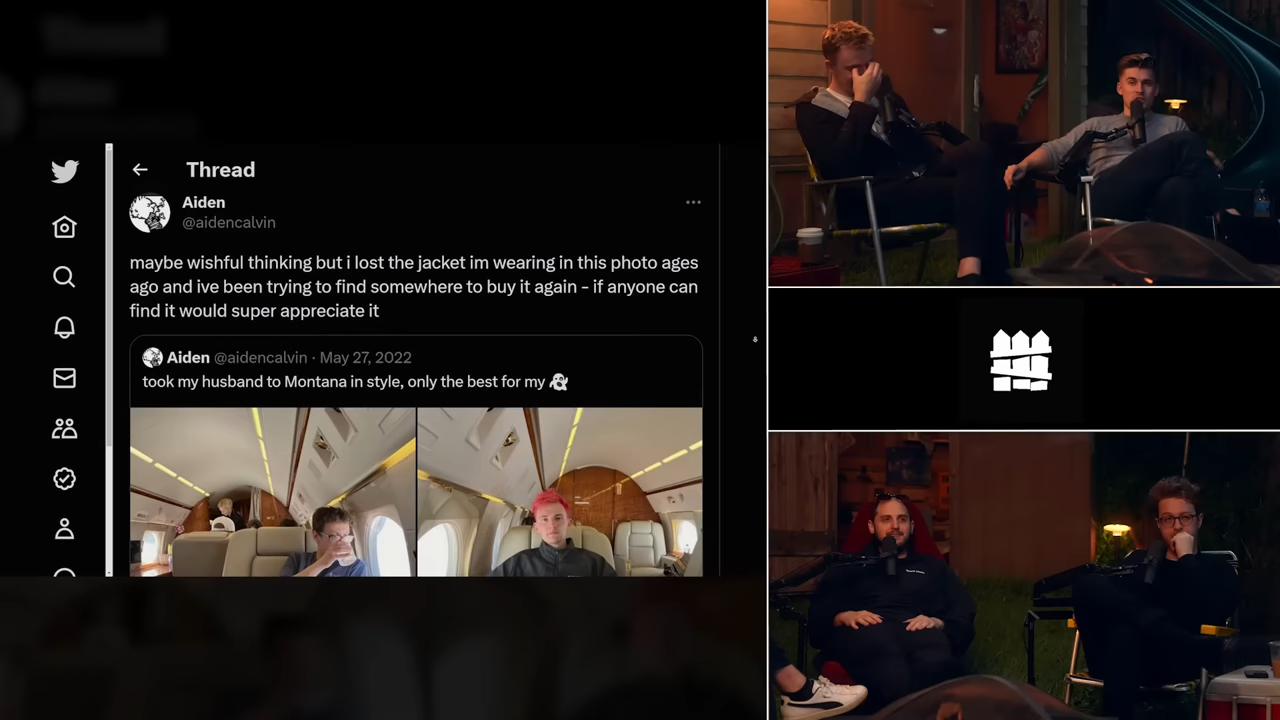 Thread
Aiden
@aidencalvin
maybe wishful thinking but i lost the jacket im wearing in this photo ages
ago and ive been trying to find somewhere to buy it again - if anyone can
find it would super appreciate it
Aiden @aidencalvin · May 27, 2022
took my husband to Montana in style, only the best for my 👻